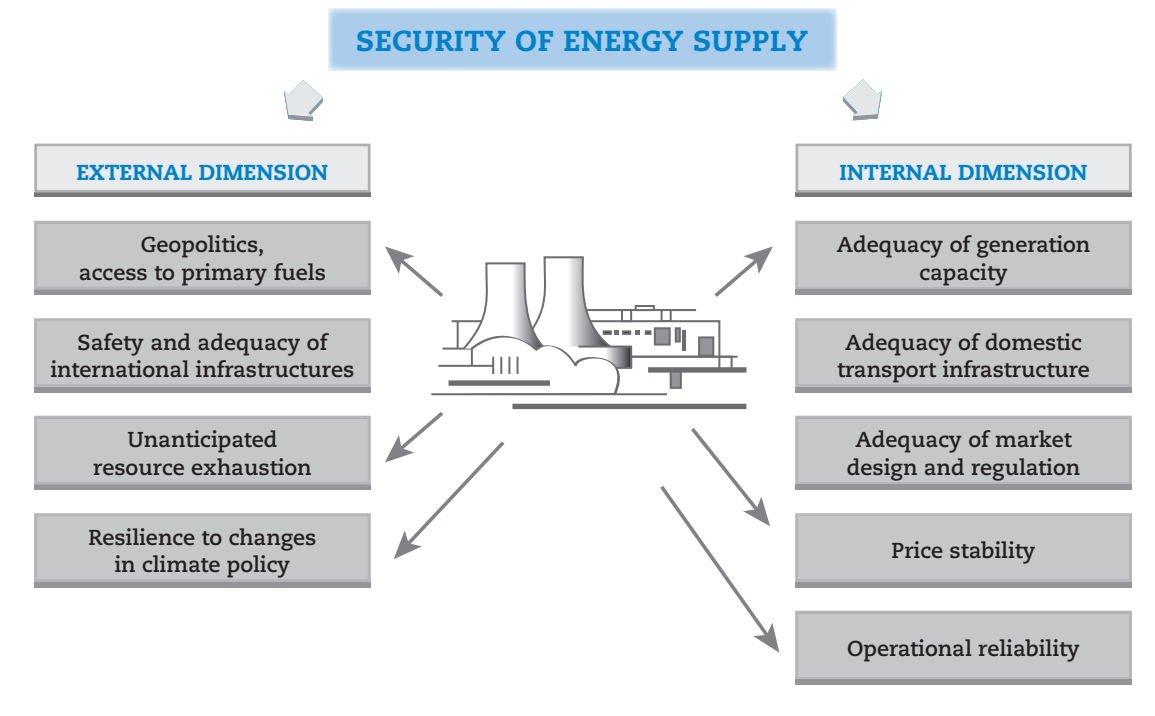 SECURITY OF ENERGY SUPPLY
EXTERNAL DIMENSION
Geopolitics,
access to primary fuels
Safety and adequacy of
international infrastructures
Unanticipated
resource exhaustion
Resilience to changes
in climate policy
INTERNAL DIMENSION
Adequacy of generation
capacity
Adequacy of domestic
transport infrastructure
Adequacy of market
design and regulation
Price stability
Operational reliability